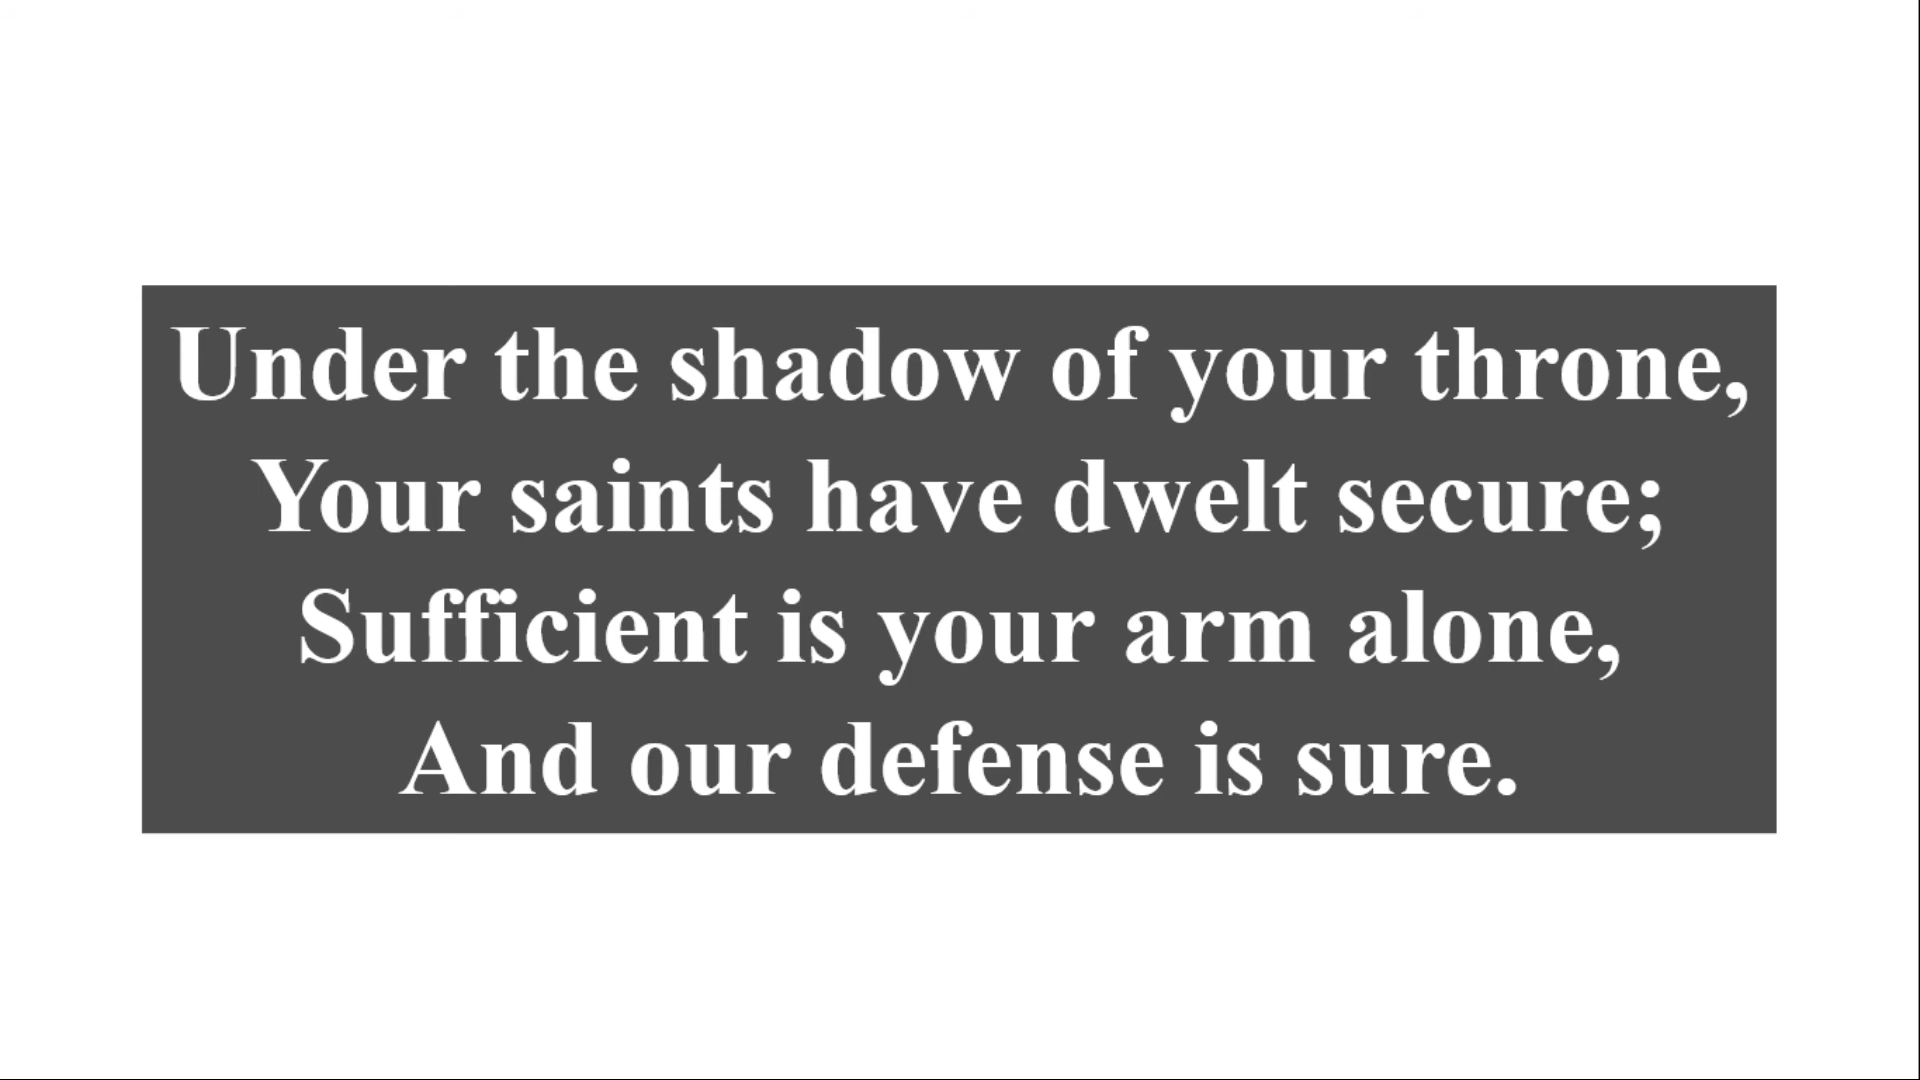 Under the shadow of your throne,
Your saints have dwelt secure;
Sufficient is your arm alone,
And our defense is sure.